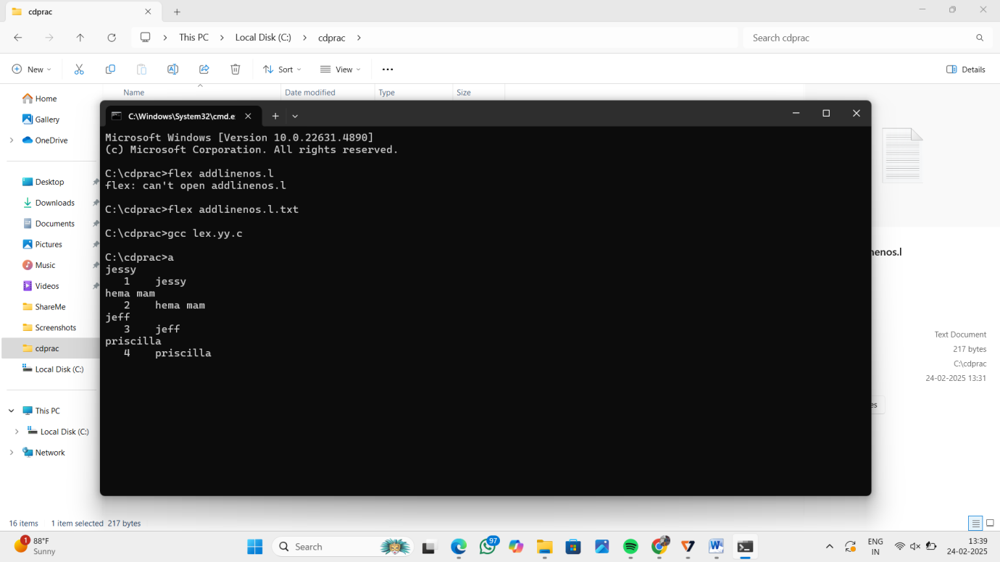 cdprac
This PC
Local Disk (C:)
cdprac
Search cdprac
New
Sort
View
Details
Name
Date modified
Type
Size
Home
Gallery
OneDrive
Desktop
Downloads
Documents
Pictures
Music
Videos
ShareMe
Screenshots
cdprac
Local Disk (C:)
This PC
Local Disk (C:)
Network
C:\Windows\System32\cmd.e
Microsoft Windows [Version 10.0.22631.4890]
(c) Microsoft Corporation. All rights reserved.
C:\cdprac>flex addlinenos.l
flex: can't open addlinenos.l
C:\cdprac>flex addlinenos.l.txt
C:\cdprac>gcc lex.yy.c
C:\cdprac>a
jessy
1    jessy
hema mam
2    hema mam
jeff
3    jeff
priscilla
4    priscilla
nenos.l
Text Document
217 bytes
C:\cdprac
24-02-2025 13:31
es
16 items
1 item selected 217 bytes
1
88°F
Sunny
Search
97
ENG
IN
13:39
24-02-2025